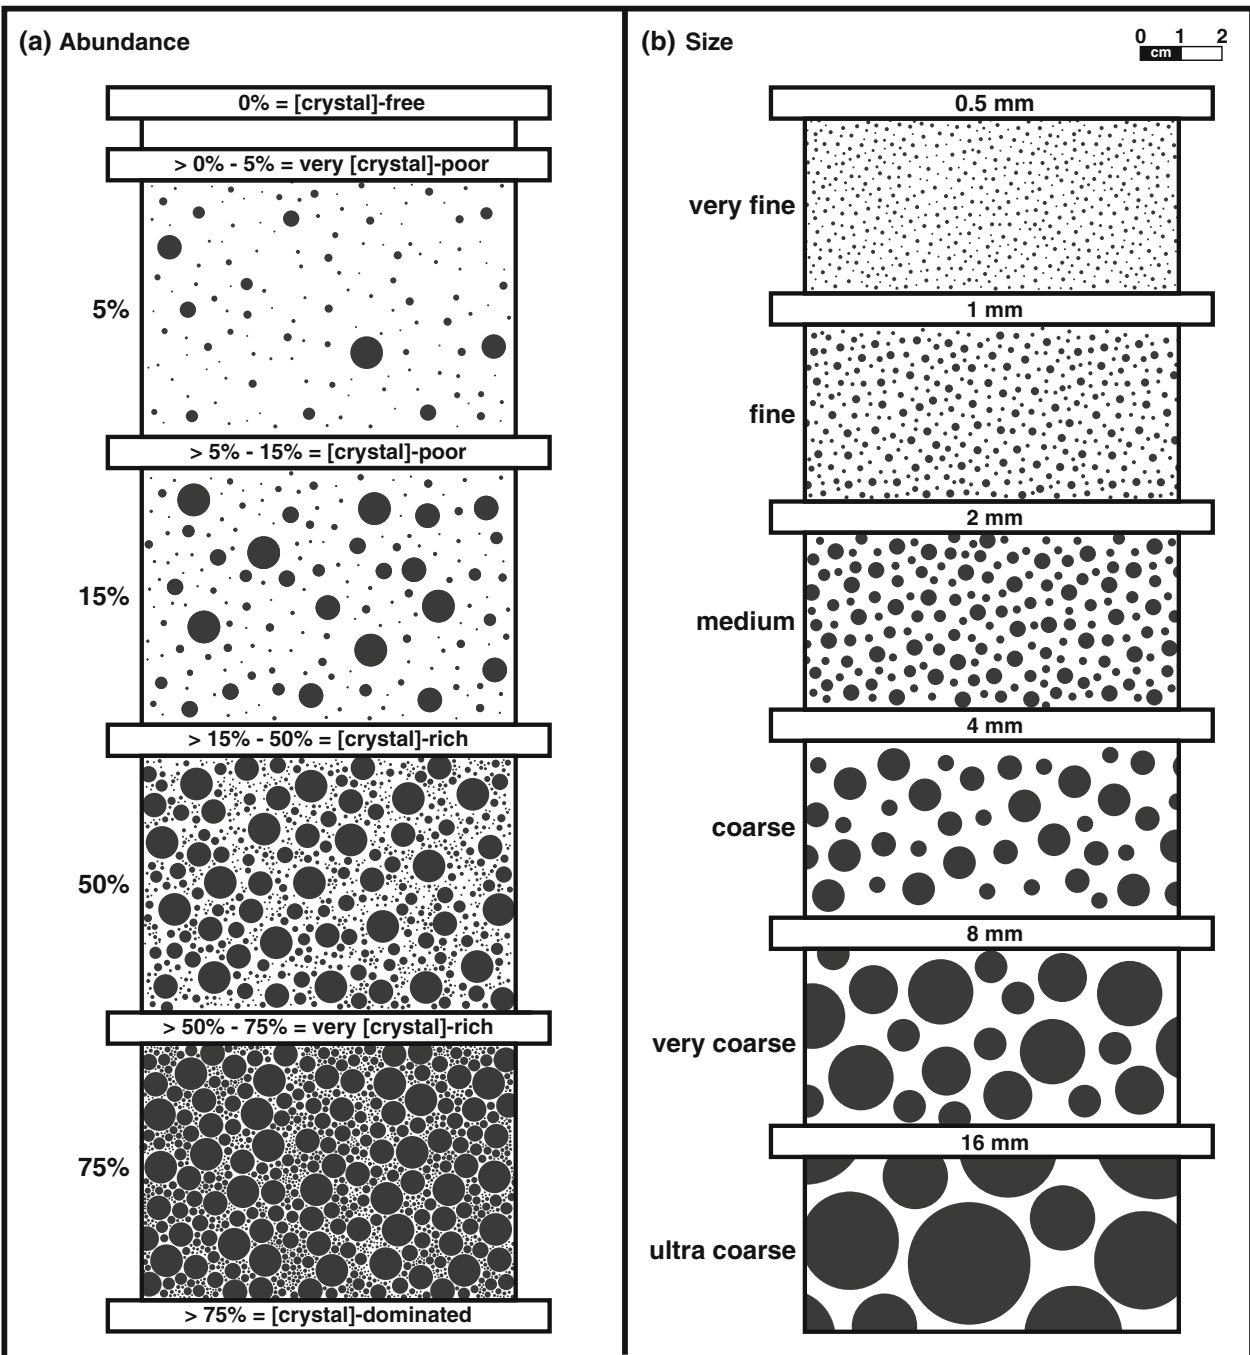 (a) Abundance
0% = [crystal]-free
> 0% - 5% = very [crystal]-poor
5%
> 5% - 15% = [crystal]-poor
15%
> 15% - 50% = [crystal]-rich
50%
> 50% - 75% = very [crystal]-rich
75%
> 75% = [crystal]-dominated
(b) Size
0 1 2
cm
0.5 mm
very fine
1 mm
fine
2 mm
medium
4 mm
coarse
8 mm
very coarse
16 mm
ultra coarse